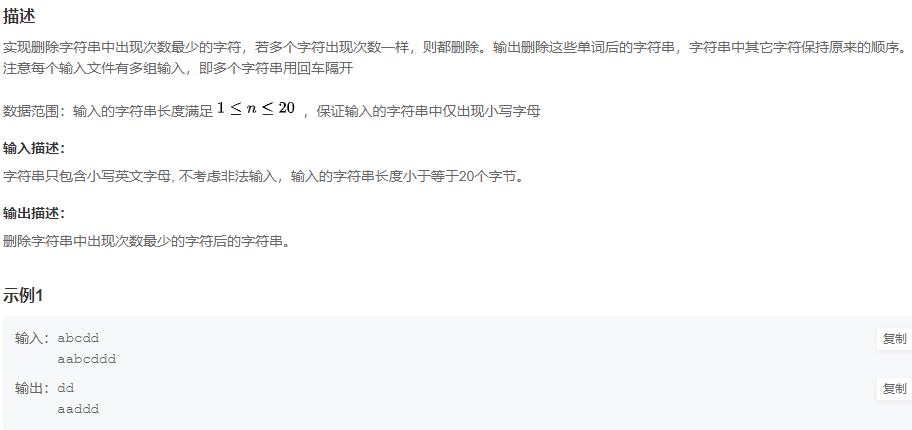 描述
实现删除字符串中出现次数最少的字符，若多个字符出现次数一样，则都删除。输出删除这些单词后的字符串，字符串中其它字符保持原来的顺序。
注意每个输入文件有多组输入，即多个字符串用回车隔开
数据范围：输入的字符串长度满足 1 ≤ n ≤ 20 ，保证输入的字符串中仅出现小写字母
输入描述：
字符串只包含小写英文字母, 不考虑非法输入，输入的字符串长度小于等于20个字节。
输出描述：
删除字符串中出现次数最少的字符后的字符串。
示例1
输入：abcdd 复制
aabcddd
输出：dd 复制
aaddd